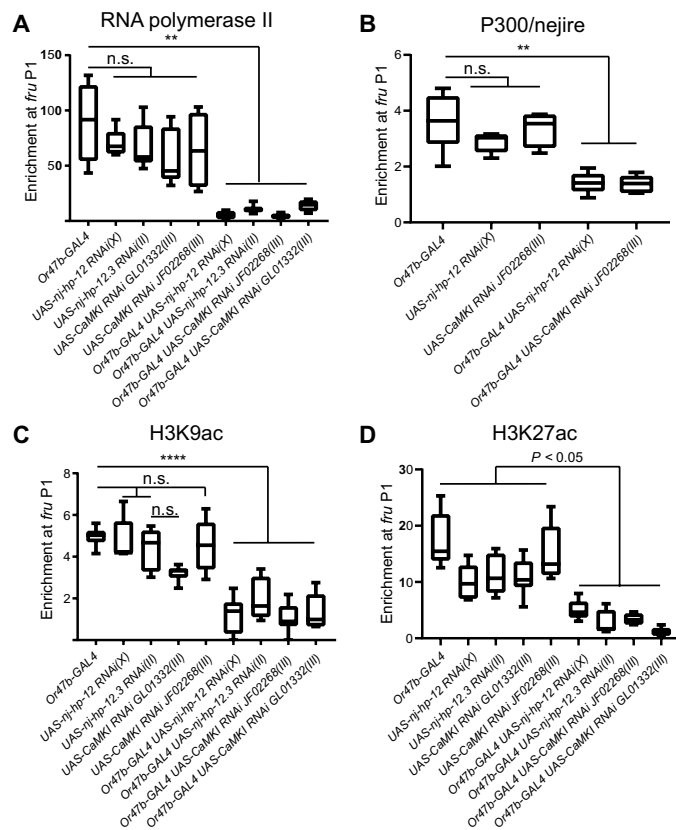 A
RNA polymerase II
**
n.s.
Enrichment at fru P1
150
100
50
Or47b-GAL4
UAS-nj-hp-12 RNAi(X)
UAS-nj-hp-12.3 RNAi(II)
UAS-CaMKI RNAi GL01332(III)
UAS-CaMKI RNAi JF02268(III)
Or47b-GAL4 UAS-nj-hp-12 RNAi(X)
Or47b-GAL4 UAS-nj-hp-12.3 RNAi(II)
Or47b-GAL4 UAS-CaMKI RNAi JF02268(III)
Or47b-GAL4 UAS-CaMKI RNAi GL01332(III)
B
P300/nejire
**
n.s.
Enrichment at fru P1
6
4
2
0
Or47b-GAL4
UAS-nj-hp-12 RNAi(X)
UAS-CaMKI RNAi JF02268(III)
Or47b-GAL4 UAS-nj-hp-12 RNAi(X)
Or47b-GAL4 UAS-CaMKI RNAi JF02268(III)
C
H3K9ac
****
n.s.
n.s.
Enrichment at fru P1
8
6
4
2
Or47b-GAL4
UAS-nj-hp-12 RNAi(X)
UAS-nj-hp-12.3 RNAi(II)
UAS-CaMKI RNAi GL01332(III)
UAS-CaMKI RNAi JF02268(III)
Or47b-GAL4 UAS-nj-hp-12 RNAi(X)
Or47b-GAL4 UAS-nj-hp-12.3 RNAi(II)
Or47b-GAL4 UAS-CaMKI RNAi JF02268(III)
Or47b-GAL4 UAS-CaMKI RNAi GL01332(III)
D
H3K27ac
P < 0.05
Enrichment at fru P1
30
20
10
0
Or47b-GAL4
UAS-nj-hp-12 RNAi(X)
UAS-nj-hp-12.3 RNAi(II)
UAS-CaMKI RNAi GL01332(III)
UAS-CaMKI RNAi JF02268(III)
Or47b-GAL4 UAS-nj-hp-12 RNAi(X)
Or47b-GAL4 UAS-nj-hp-12.3 RNAi(II)
Or47b-GAL4 UAS-CaMKI RNAi JF02268(III)
Or47b-GAL4 UAS-CaMKI RNAi GL01332(III)